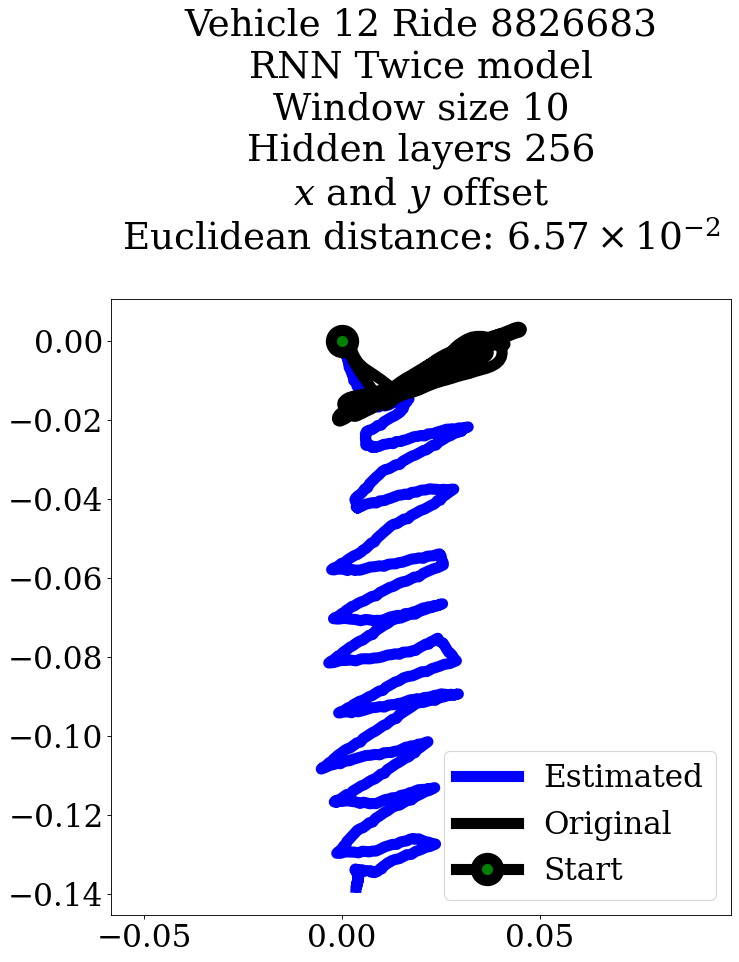 Vehicle 12 Ride 8826683
RNN Twice model
Window size 10
Hidden layers 256
x and y offset
Euclidean distance: 6.57 × 10⁻²
0.00
−0.02
−0.04
−0.06
−0.08
−0.10
−0.12
−0.14
−0.05 0.00 0.05
Estimated
Original
Start